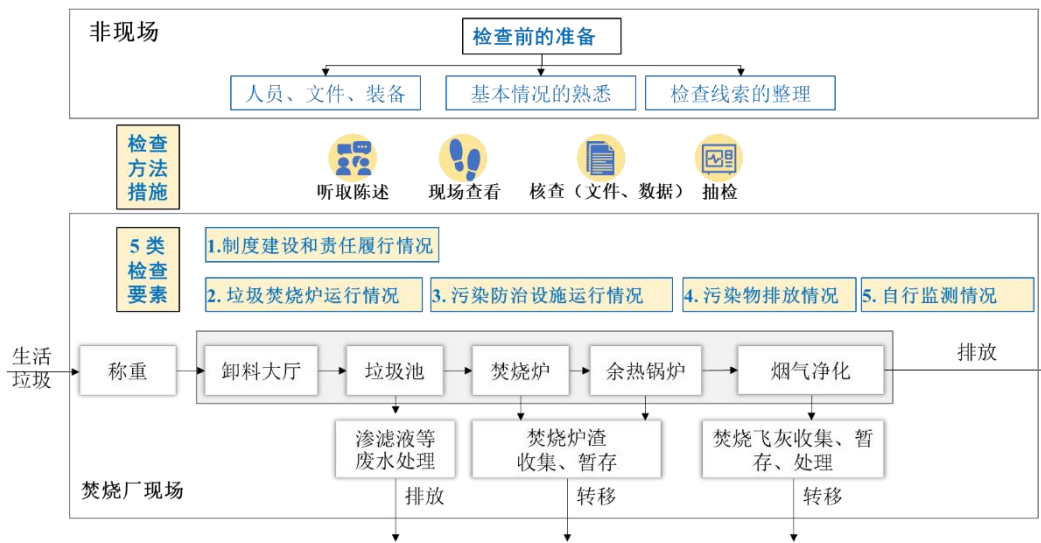 非现场
检查前的准备
人员、文件、装备
基本情况的熟悉
检查线索的整理
检查
方法
措施
听取陈述
现场查看
核查（文件、数据）
抽检
5 类
检查
要素
1.制度建设和责任履行情况
2. 垃圾焚烧炉运行情况
3. 污染防治设施运行情况
4. 污染物排放情况
5. 自行监测情况
生活
垃圾
称重
卸料大厅
垃圾池
焚烧炉
余热锅炉
烟气净化
排放
渗滤液等
废水处理
焚烧炉渣
收集、暂存
焚烧飞灰收集、暂
存、处理
焚烧厂现场
排放
转移
转移